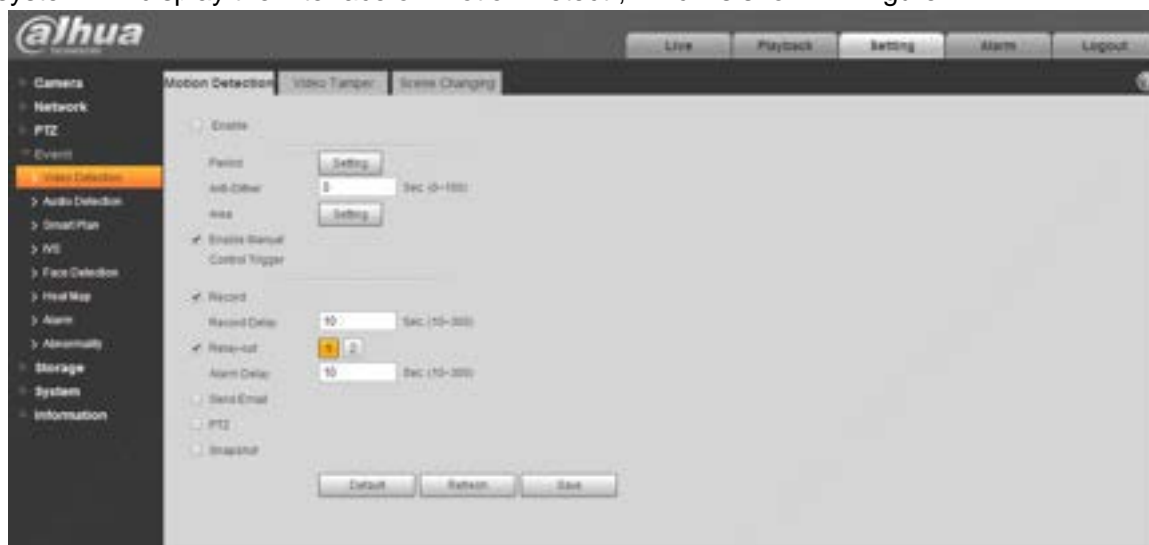 alhua
Live Playback Setting Alarm Logout
Camera
Network
PTZ
Event
Video Detection
Audio Detection
Smart Plan
IVS
Face Detection
Heat Map
Alarm
Abnormality
Storage
System
Information
Motion Detection Video Tamper Scene Changing
Enable
Period Setting
Anti-Dither 5 Sec. (0~100)
Area Setting
Enable Manual
Control Trigger
Record
Record Delay 10 Sec. (10~300)
Relay-out 1 2
Alarm Delay 10 Sec. (10~300)
Send Email
PTZ
Snapshot
Default Refresh Save